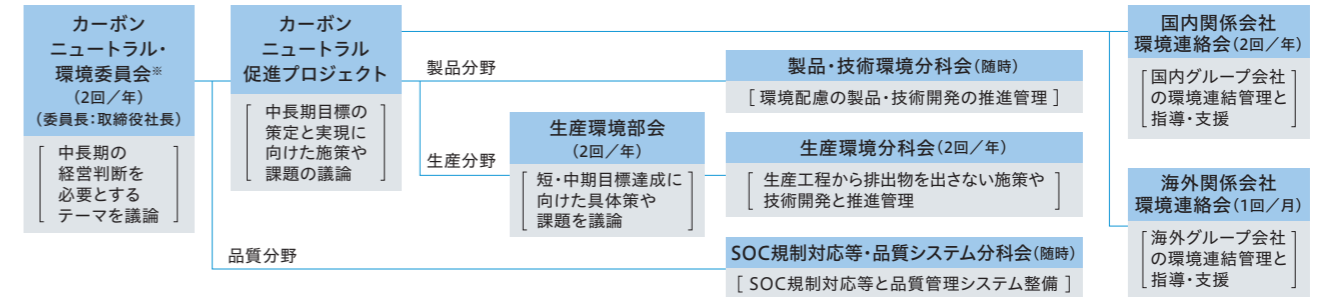 カーボン
ニュートラル・
環境委員会※
(2回／年)
(委員長：取締役社長)
中長期の
経営判断を
必要とする
テーマを議論
カーボン
ニュートラル
促進プロジェクト
中長期目標の
策定と実現に
向けた施策や
課題の議論
製品分野
生産分野
品質分野
生産環境部会
(2回／年)
短・中期目標達成に
向けた具体策や
課題を議論
製品・技術環境分科会(随時)
[ 環境配慮の製品・技術開発の推進管理 ]
生産環境分科会(2回／年)
生産工程から排出物を出さない施策や
技術開発と推進管理
SOC規制対応等・品質システム分科会(随時)
[ SOC規制対応等と品質管理システム整備 ]
国内関係会社
環境連絡会(2回／年)
国内グループ会社
の環境連結管理と
指導・支援
海外関係会社
環境連絡会(1回／月)
海外グループ会社
の環境連結管理と
指導・支援